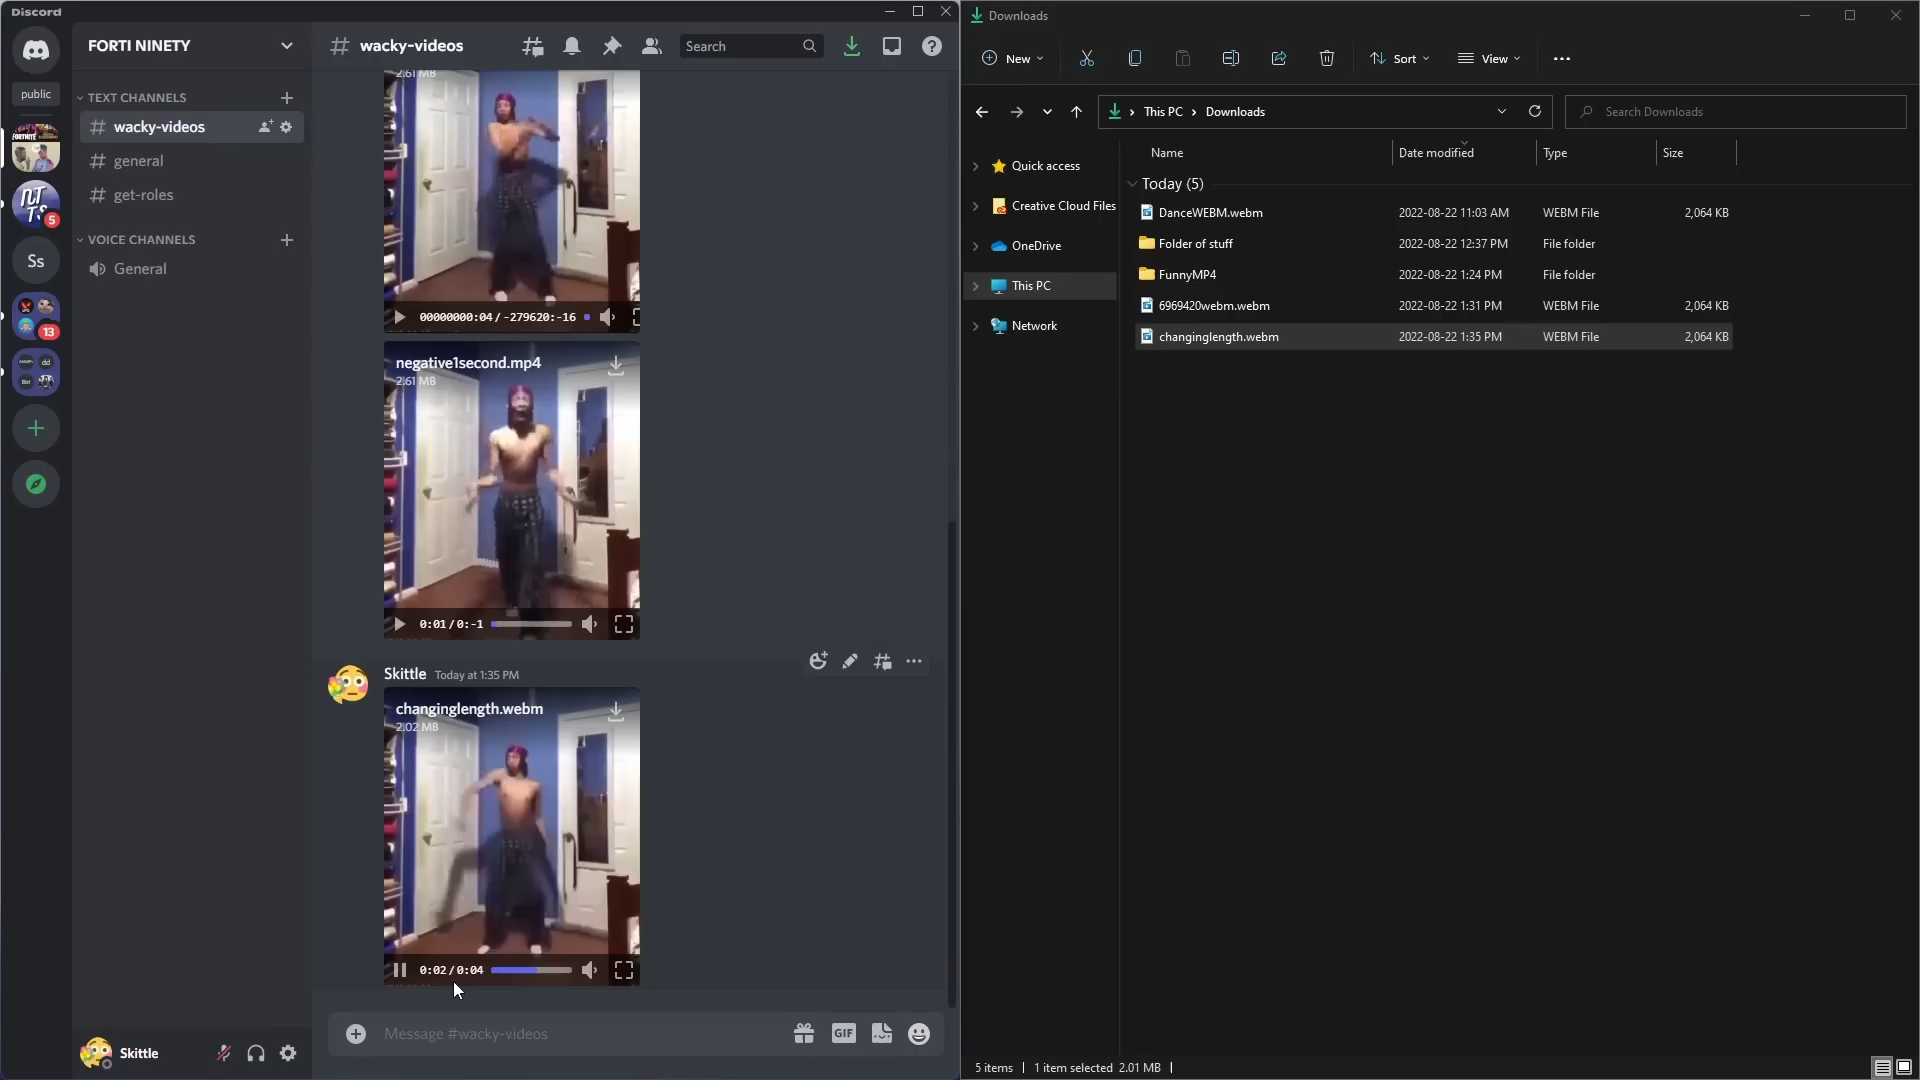 Discord
FORTI NINETY
public
TEXT CHANNELS
wacky-videos
general
get-roles
VOICE CHANNELS
General
5
Ss
13
Skittle
wacky-videos
Search
2.61 MB
00000000:04 / -279620:-16
negative1second.mp4
2.61 MB
0:01/0:-1
Skittle Today at 1:35 PM
changinglength.webm
2.02 MB
0:02/0:04
Message #wacky-videos
GIF
Downloads
New
Sort
View
This PC
Downloads
Search Downloads
Quick access
Creative Cloud Files
OneDrive
This PC
Network
Name Date modified Type Size
Today (5)
DanceWEBM.webm 2022-08-22 11:03 AM WEBM File 2,064 KB
Folder of stuff 2022-08-22 12:37 PM File folder
FunnyMP4 2022-08-22 1:24 PM File folder
6969420webm.webm 2022-08-22 1:31 PM WEBM File 2,064 KB
changinglength.webm 2022-08-22 1:35 PM WEBM File 2,064 KB
5 items 1 item selected 2.01 MB